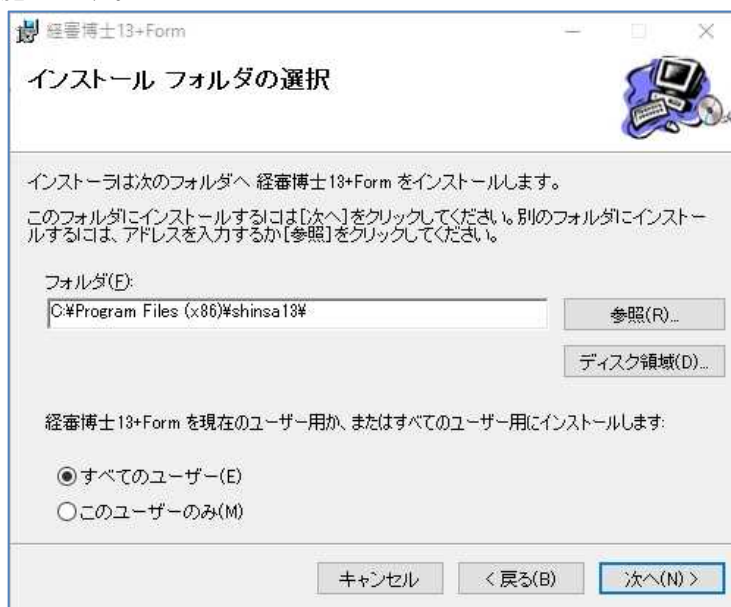 経審博士13+Form
インストール フォルダの選択
インストーラは次のフォルダへ 経審博士13+Form をインストールします。
このフォルダにインストールするには[次へ]をクリックしてください。別のフォルダにインストー
ルするには、アドレスを入力するか[参照]をクリックしてください。
フォルダ(F):
C:¥Program Files (x86)¥shinsa13¥
参照(R)...
ディスク領域(D)...
経審博士13+Form を現在のユーザー用か、またはすべてのユーザー用にインストールします:
すべてのユーザー(E)
このユーザーのみ(M)
キャンセル
< 戻る(B)
次へ(N) >